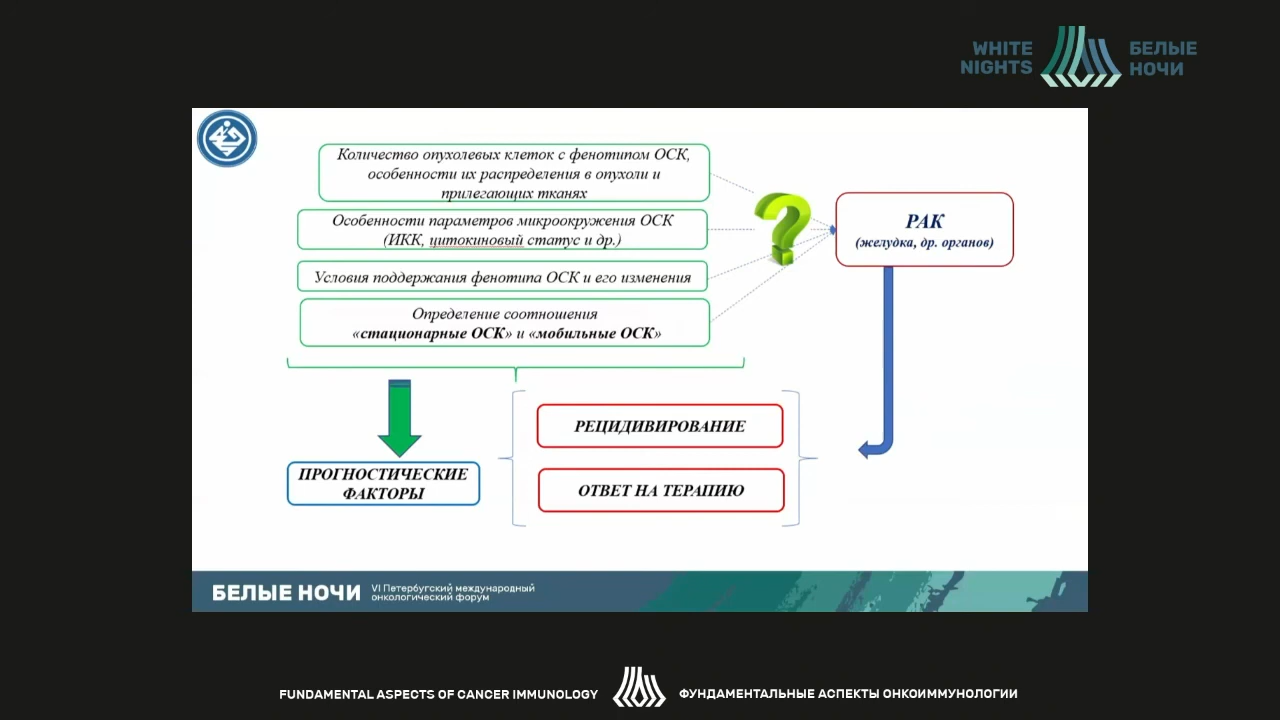 WHITE
NIGHTS
БЕЛЫЕ
НОЧИ
Количество опухолевых клеток с фенотипом ОСК,
особенности их распределения в опухоли и
прилегающих тканях
Особенности параметров микроокружения ОСК
(ИКК, цитокиновый статус и др.)
Условия поддержания фенотипа ОСК и его изменения
Определение соотношения
«стационарные ОСК» и «мобильные ОСК»
?
РАК
(желудка, др. органов)
РЕЦИДИВИРОВАНИЕ
ПРОГНОСТИЧЕСКИЕ
ФАКТОРЫ
ОТВЕТ НА ТЕРАПИЮ
БЕЛЫЕ НОЧИ
VI Петербургский международный
онкологический форум
FUNDAMENTAL ASPECTS OF CANCER IMMUNOLOGY
ФУНДАМЕНТАЛЬНЫЕ АСПЕКТЫ ОНКОИММУНОЛОГИИ